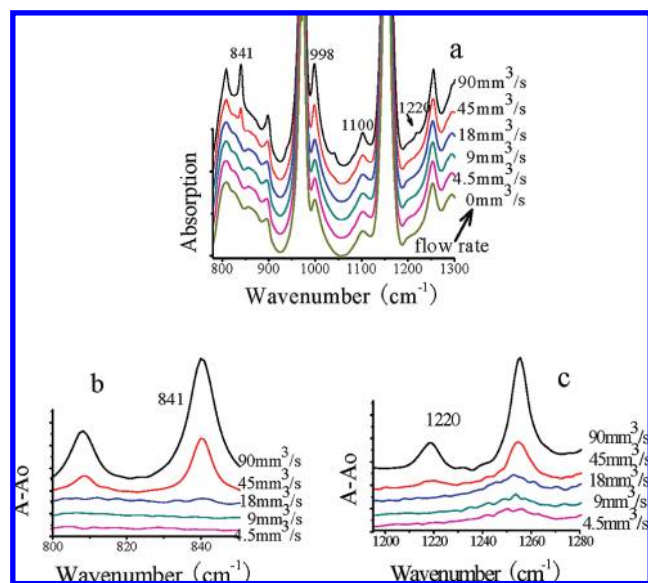 a
841
998
1100
1220
90mm³/s
45mm³/s
18mm³/s
9mm³/s
4.5mm³/s
0mm³/s
flow rate
Absorption
800 900 1000 1100 1200 1300
Wavenumber (cm⁻¹)
b
841
90mm³/s
45mm³/s
18mm³/s
9mm³/s
4.5mm³/s
A-Ao
800 820 840
Wavenumber (cm⁻¹)
c
1220
90mm³/s
45mm³/s
18mm³/s
9mm³/s
4.5mm³/s
A-Ao
1200 1220 1240 1260 1280
Wavenumber (cm⁻¹)